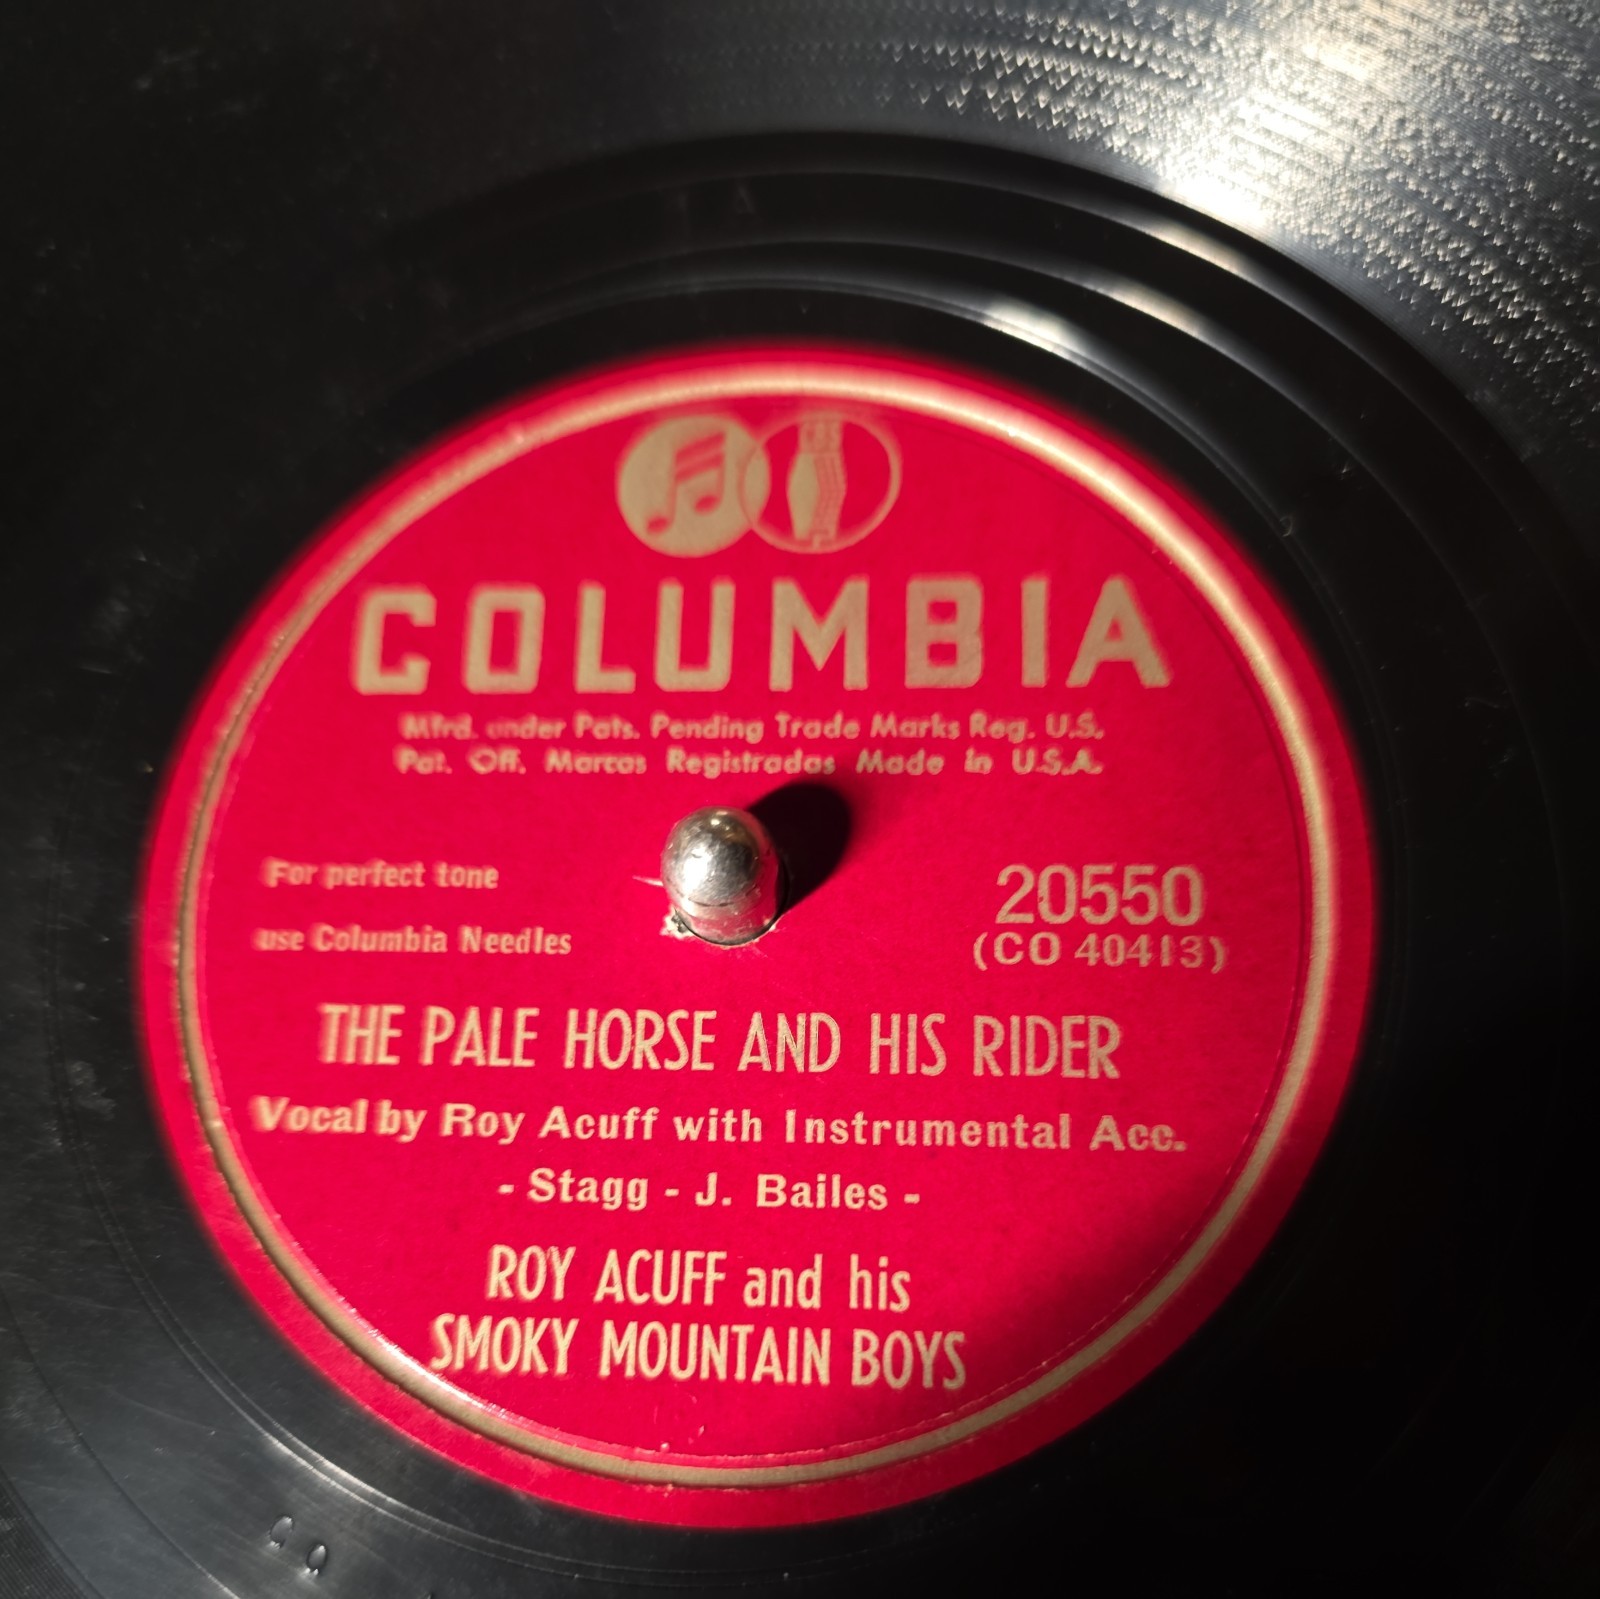 CBS
COLUMBIA
Mfrd. under Pats. Pending Trade Marks Reg. U.S.
Pat. Off. Marcas Registradas Made in U.S.A.
For perfect tone
use Columbia Needles
20550
(CO 40413)
THE PALE HORSE AND HIS RIDER
Vocal by Roy Acuff with Instrumental Acc.
- Stagg - J. Bailes -
ROY ACUFF and his
SMOKY MOUNTAIN BOYS
CO